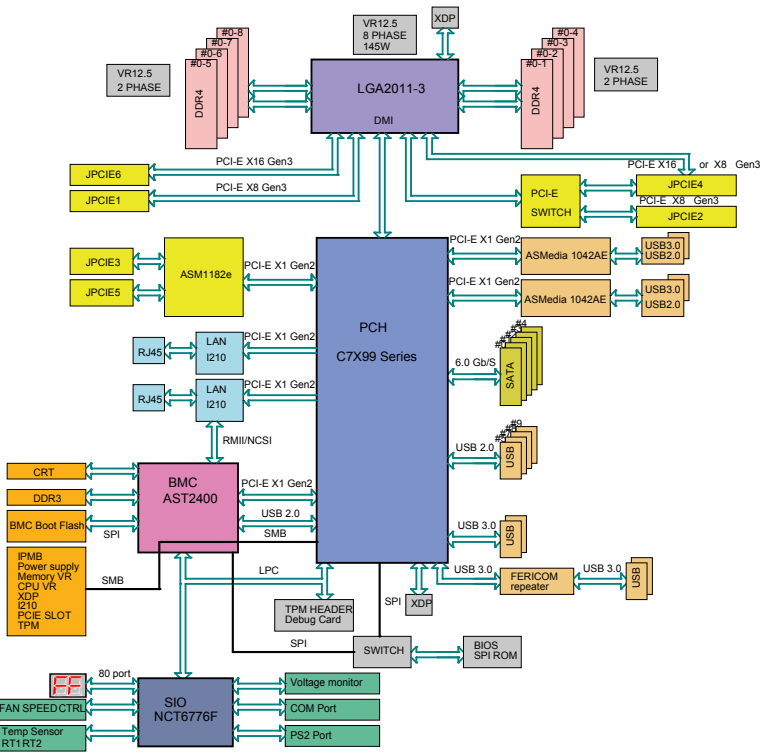 #0-8
#0-7
#0-6
#0-5
DDR4
VR12.5
2 PHASE
VR12.5
8 PHASE
145W
XDP
#0-4
#0-3
#0-2
#0-1
DDR4
VR12.5
2 PHASE
LGA2011-3
DMI
PCI-E X16 Gen3
JPCIE6
PCI-E X8 Gen3
JPCIE1
PCI-E X16 or X8 Gen3
JPCIE4
PCI-E
SWITCH
PCI-E X8 Gen3
JPCIE2
JPCIE3
JPCIE5
ASM1182e
PCI-E X1 Gen2
PCH
C7X99 Series
PCI-E X1 Gen2
ASMedia 1042AE
USB3.0
USB2.0
PCI-E X1 Gen2
ASMedia 1042AE
USB3.0
USB2.0
RJ45
LAN
I210
PCI-E X1 Gen2
RJ45
LAN
I210
PCI-E X1 Gen2
6.0 Gb/S
#4
SATA
RMII/NCSI
USB 2.0
#9
USB
CRT
DDR3
BMC Boot Flash
SPI
BMC
AST2400
PCI-E X1 Gen2
USB 2.0
SMB
USB 3.0
USB
USB 3.0
FERICOM
repeater
USB 3.0
USB
IPMB
Power supply
Memory VR
CPU VR
XDP
I210
PCIE SLOT
TPM
SMB
LPC
TPM HEADER
Debug Card
SPI
XDP
SPI
SWITCH
BIOS
SPI ROM
FF
80 port
FAN SPEED CTRL
Temp Sensor
RT1 RT2
SIO
NCT6776F
Voltage monitor
COM Port
PS2 Port